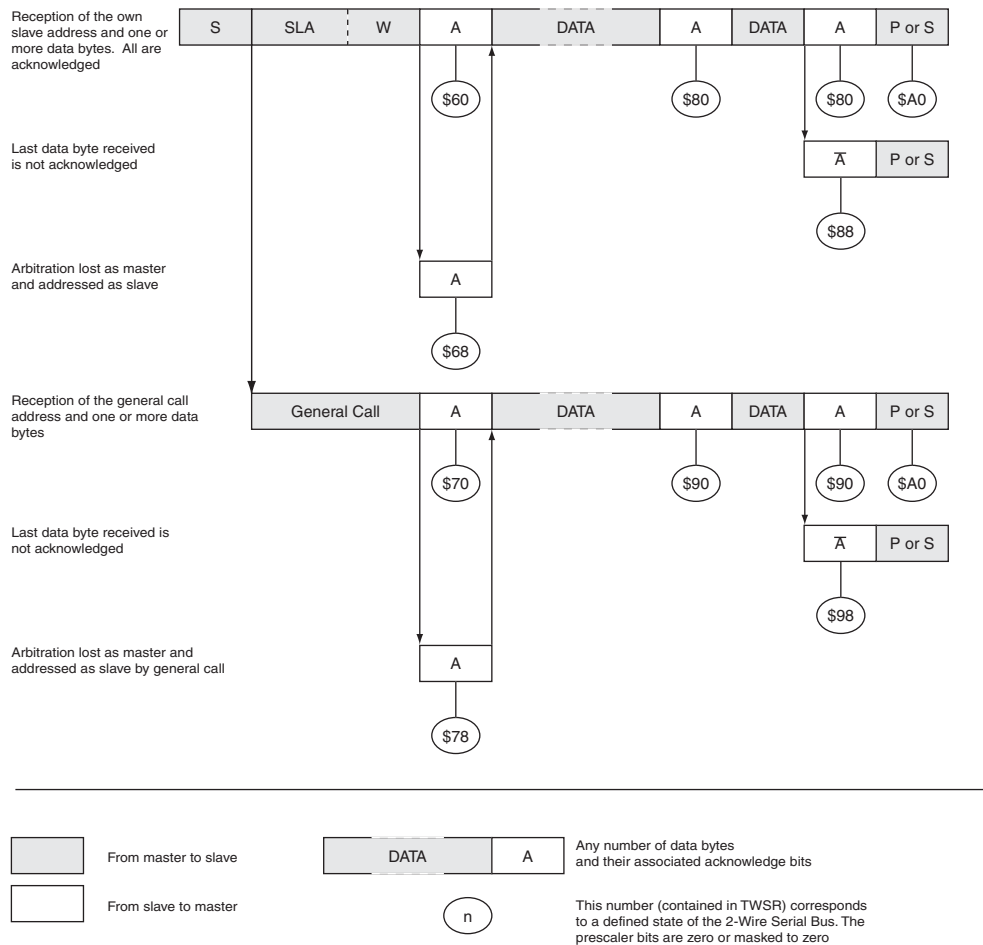 Reception of the own
slave address and one or
more data bytes. All are
acknowledged
S SLA W A DATA A DATA A P or S
$60 $80 $80 $A0
Last data byte received
is not acknowledged
A̅ P or S
$88
Arbitration lost as master
and addressed as slave
A
$68
Reception of the general call
address and one or more data
bytes
General Call A DATA A DATA A P or S
$70 $90 $90 $A0
Last data byte received is
not acknowledged
A̅ P or S
$98
Arbitration lost as master and
addressed as slave by general call
A
$78
From master to slave
DATA A
Any number of data bytes
and their associated acknowledge bits
From slave to master
n
This number (contained in TWSR) corresponds
to a defined state of the 2-Wire Serial Bus. The
prescaler bits are zero or masked to zero